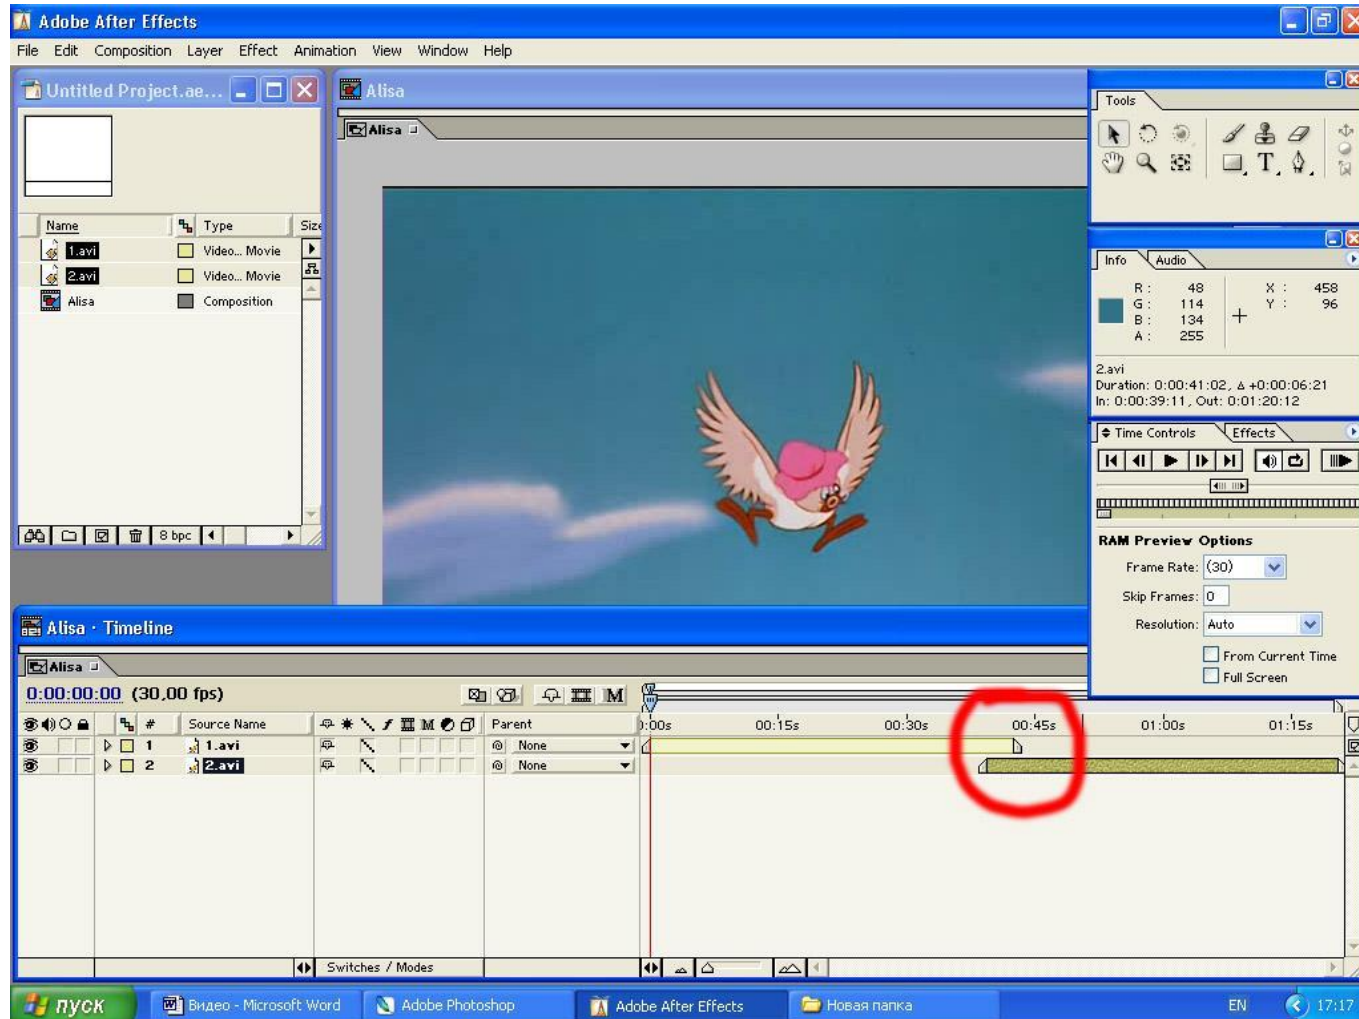 Adobe After Effects
File Edit Composition Layer Effect Animation View Window Help
Untitled Project.ae...
Name Type Size
1.avi Video... Movie
2.avi Video... Movie
Alisa Composition
8 bpc
Alisa
Alisa
Tools
T
Info Audio
R: 48 X: 458
G: 114 Y: 96
B: 134
A: 255
2.avi
Duration: 0:00:41:02, Δ +0:00:06:21
In: 0:00:39:11, Out: 0:01:20:12
Time Controls Effects
RAM Preview Options
Frame Rate: (30)
Skip Frames: 0
Resolution: Auto
From Current Time
Full Screen
Alisa · Timeline
Alisa
0:00:00:00 (30,00 fps) M
# Source Name M Parent ):00s 00:15s 00:30s 00:45s 01:00s 01:15s
1 1.avi None
2 2.avi None
Switches / Modes
пуск Видео - Microsoft Word Adobe Photoshop Adobe After Effects Новая папка EN 17:17